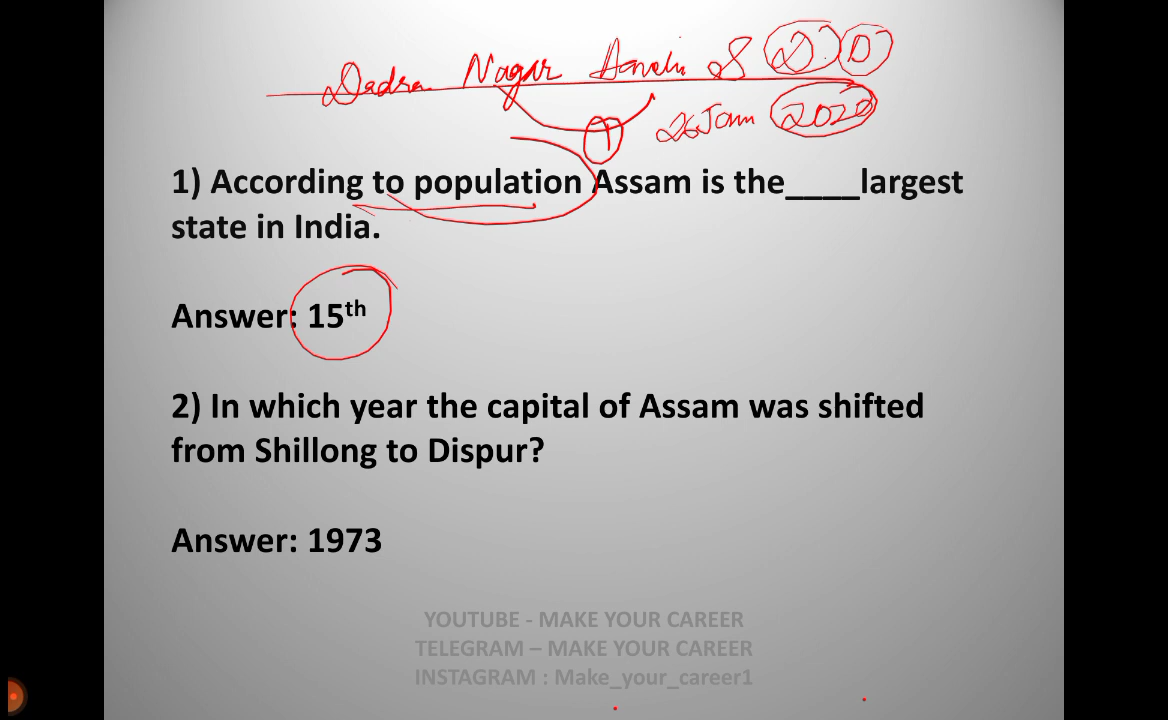 Dadra Nagar Haveli & D D
26 Jan 2020
1) According to population Assam is the____largest
state in India.
Answer: 15th
2) In which year the capital of Assam was shifted
from Shillong to Dispur?
Answer: 1973
YOUTUBE - MAKE YOUR CAREER
TELEGRAM – MAKE YOUR CAREER
INSTAGRAM : Make_your_career1